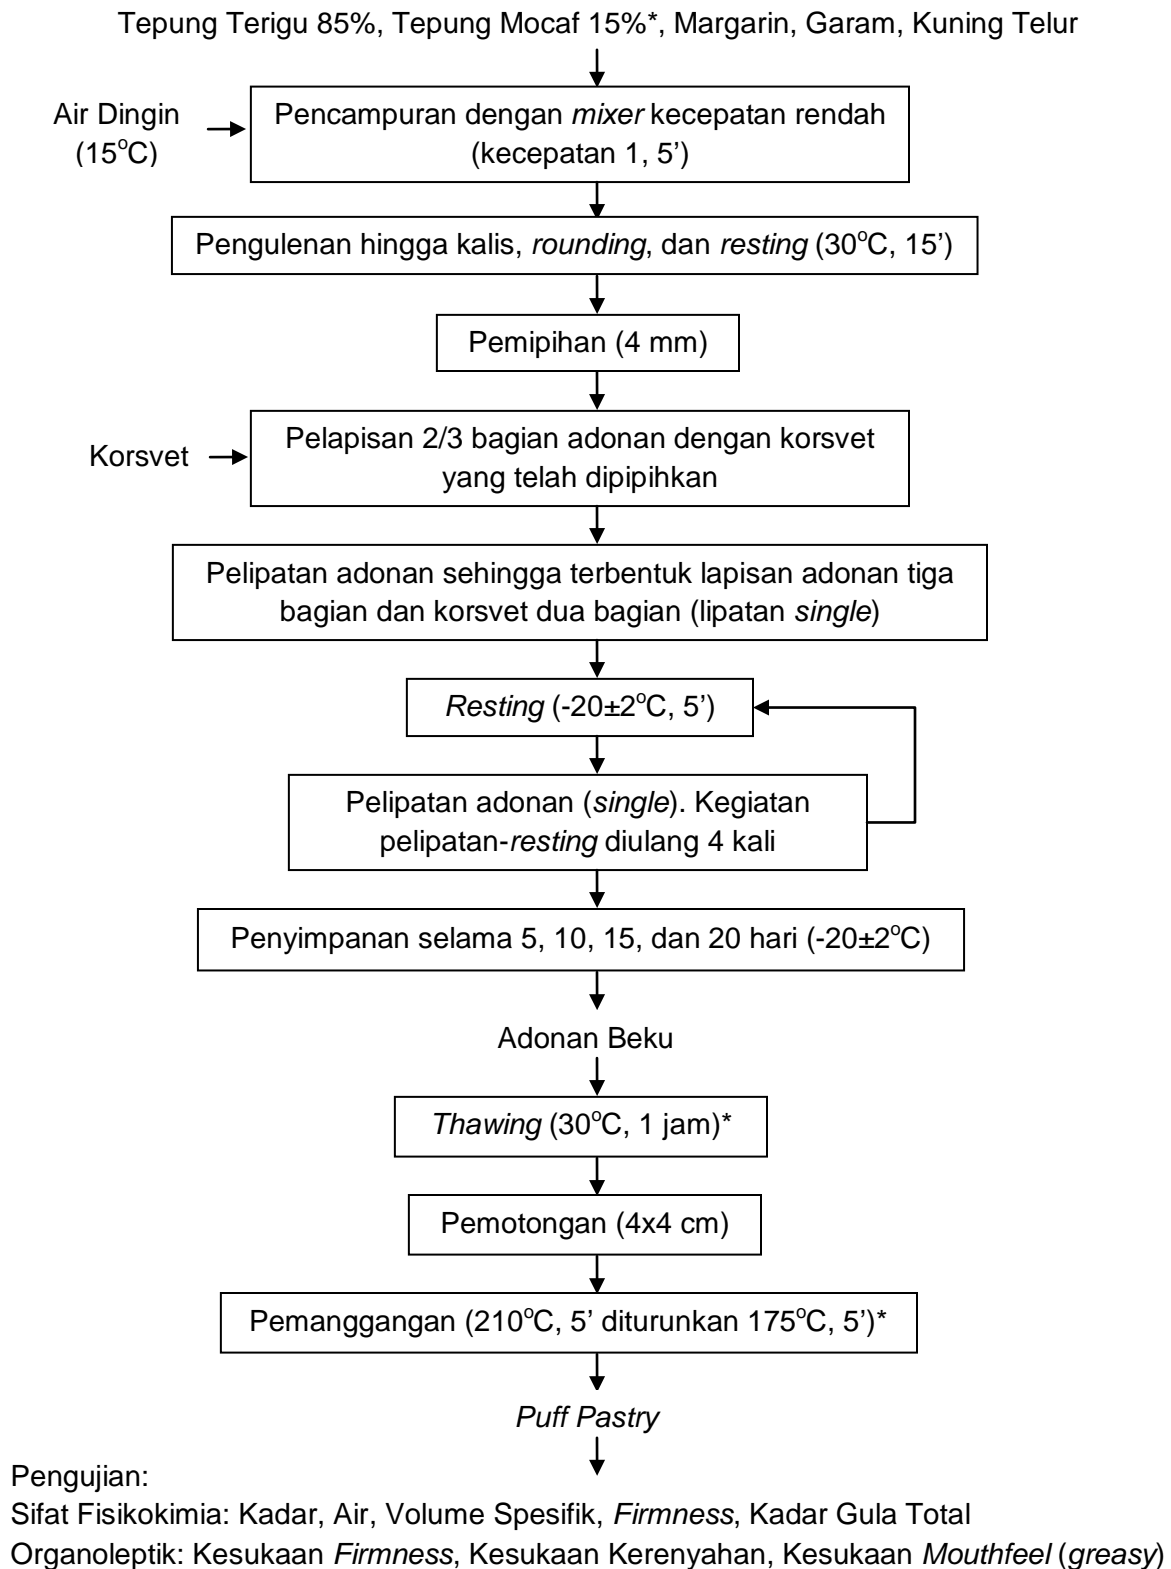 Tepung Terigu 85%, Tepung Mocaf 15%*, Margarin, Garam, Kuning Telur
Air Dingin
(15°C)
Pencampuran dengan mixer kecepatan rendah
(kecepatan 1, 5’)
Pengulenan hingga kalis, rounding, dan resting (30°C, 15’)
Pemipihan (4 mm)
Korsvet
Pelapisan 2/3 bagian adonan dengan korsvet
yang telah dipipihkan
Pelipatan adonan sehingga terbentuk lapisan adonan tiga
bagian dan korsvet dua bagian (lipatan single)
Resting (-20±2°C, 5’)
Pelipatan adonan (single). Kegiatan
pelipatan-resting diulang 4 kali
Penyimpanan selama 5, 10, 15, dan 20 hari (-20±2°C)
Adonan Beku
Thawing (30°C, 1 jam)*
Pemotongan (4x4 cm)
Pemanggangan (210°C, 5’ diturunkan 175°C, 5’)*
Puff Pastry
Pengujian:
Sifat Fisikokimia: Kadar, Air, Volume Spesifik, Firmness, Kadar Gula Total
Organoleptik: Kesukaan Firmness, Kesukaan Kerenyahan, Kesukaan Mouthfeel (greasy)